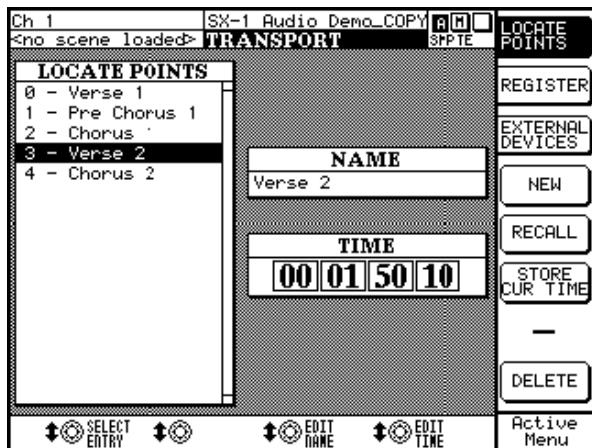 Ch 1
SX-1 Audio Demo_COPY
A M
<no scene loaded>
TRANSPORT
SMPTE
LOCATE POINTS
0 - Verse 1
1 - Pre Chorus 1
2 - Chorus
3 - Verse 2
4 - Chorus 2
NAME
Verse 2
TIME
00 01 50 10
SELECT
ENTRY
EDIT
NAME
EDIT
TIME
LOCATE
POINTS
REGISTER
EXTERNAL
DEVICES
NEW
RECALL
STORE
CUR TIME
DELETE
Active
Menu